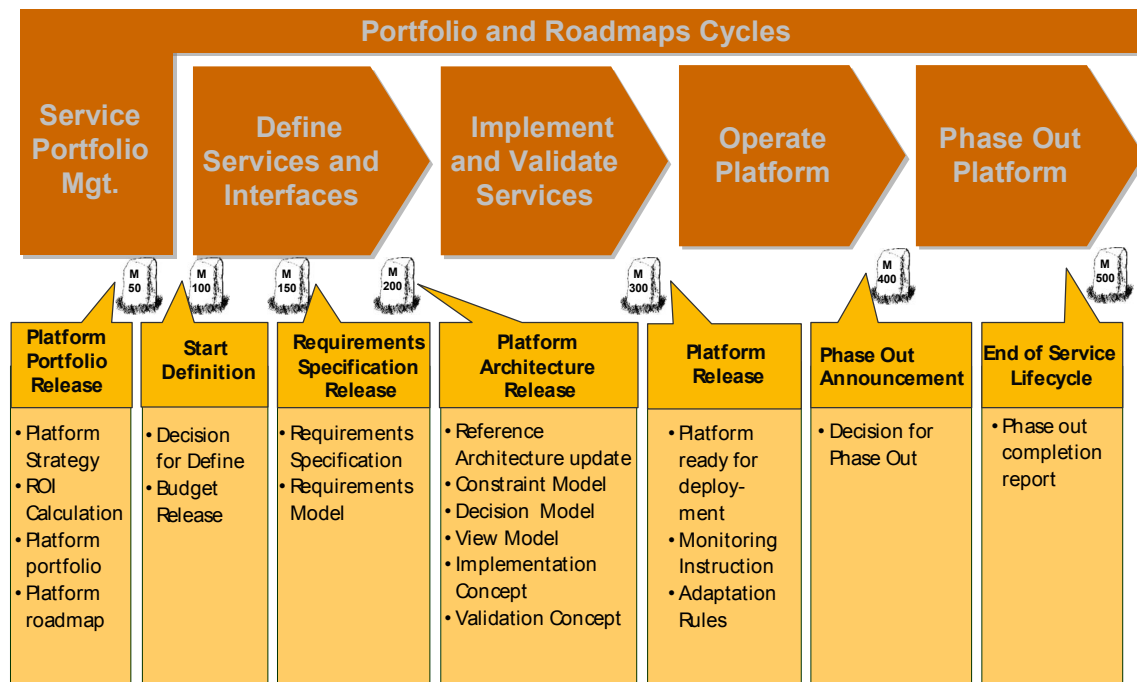 Portfolio and Roadmaps Cycles
Service
Portfolio
Mgt.
Define
Services and
Interfaces
Implement
and Validate
Services
Operate
Platform
Phase Out
Platform
M
50
M
100
M
150
M
200
M
300
M
400
M
500
Platform
Portfolio
Release
• Platform
Strategy
• ROI
Calculation
• Platform
portfolio
• Platform
roadmap
Start
Definition
• Decision
for Define
• Budget
Release
Requirements
Specification
Release
• Requirements
Specification
• Requirements
Model
Platform
Architecture
Release
• Reference
Architecture update
• Constraint Model
• Decision Model
• View Model
• Implementation
Concept
• Validation Concept
Platform
Release
• Platform
ready for
deploy-
ment
• Monitoring
Instruction
• Adaptation
Rules
Phase Out
Announcement
• Decision for
Phase Out
End of Service
Lifecycle
• Phase out
completion
report